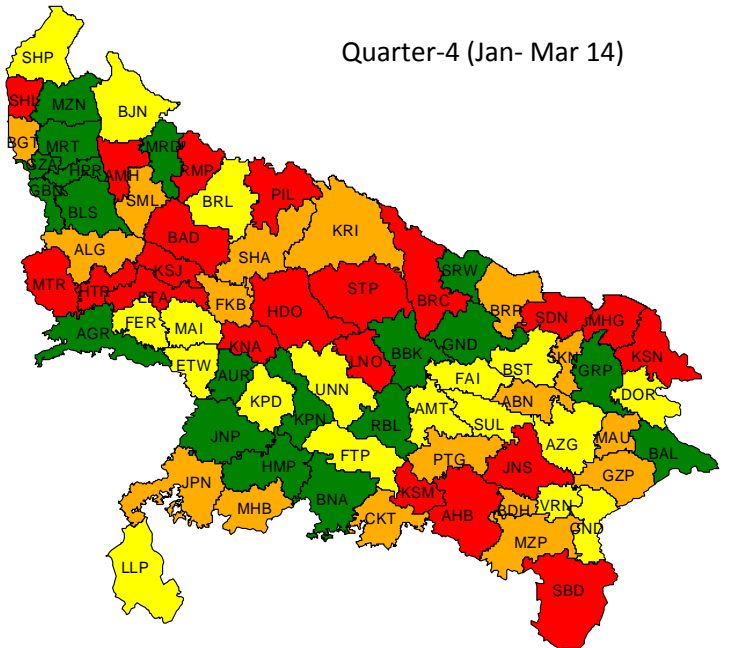 Quarter-4 (Jan- Mar 14)
SHP
SHL
MZN
BJN
BGT
MRT
MRD
GZA
HPR
AMH
RMP
PIL
GBN
SML
BRL
BLS
BAD
KRI
ALG
SHA
SRW
MTR
KSJ
STP
HTR
ETA
FKB
HDO
BRC
BRP
SDN
MHG
AGR
FER
MAI
KNA
LNO
BBK
GND
KSN
ETW
AUR
UNN
FAI
BST
SKN
GRP
KPD
AMT
ABN
DOR
KPN
RBL
SUL
JNP
FTP
AZG
MAU
BAL
HMP
PTG
JNS
GZP
JPN
BNA
KSM
MHB
CKT
AHB
BDH
VRN
GND
MZP
LLP
SBD